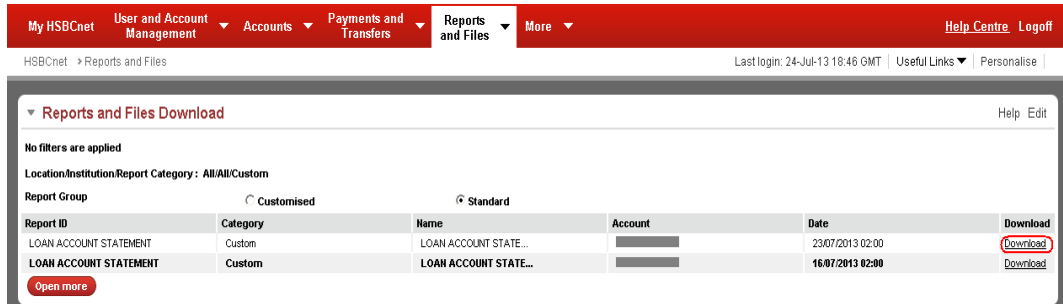 My HSBCnet User and Account Management Accounts Payments and Transfers Reports and Files More Help Centre Logoff
HSBCnet > Reports and Files Last login: 24-Jul-13 18:46 GMT Useful Links Personalise
Reports and Files Download Help Edit
No filters are applied
Location/Institution/Report Category : All/All/Custom
Report Group Customised Standard
Report ID Category Name Account Date Download
LOAN ACCOUNT STATEMENT Custom LOAN ACCOUNT STATE... 23/07/2013 02:00 Download
LOAN ACCOUNT STATEMENT Custom LOAN ACCOUNT STATE... 16/07/2013 02:00 Download
Open more